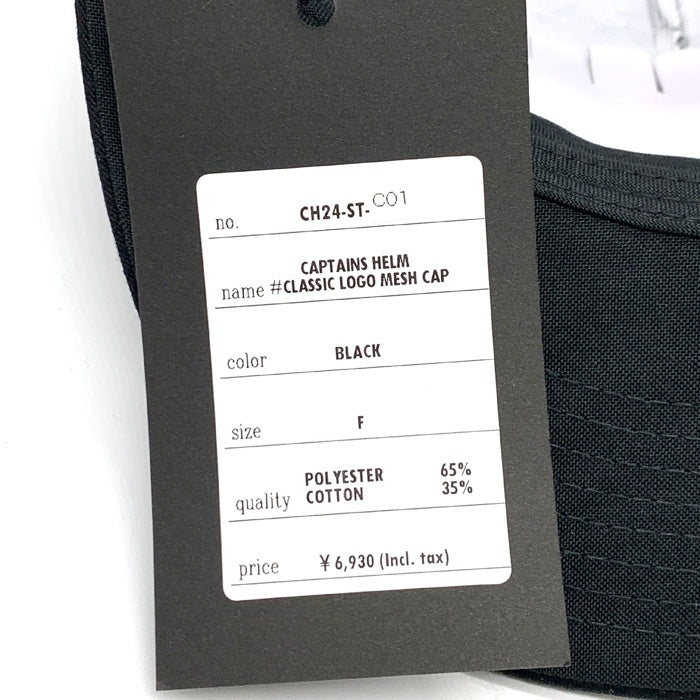 no. CH24-ST-C01
CAPTAINS HELM
name #CLASSIC LOGO MESH CAP
color BLACK
size F
POLYESTER 65%
quality COTTON 35%
price ¥6,930 (Incl. tax)